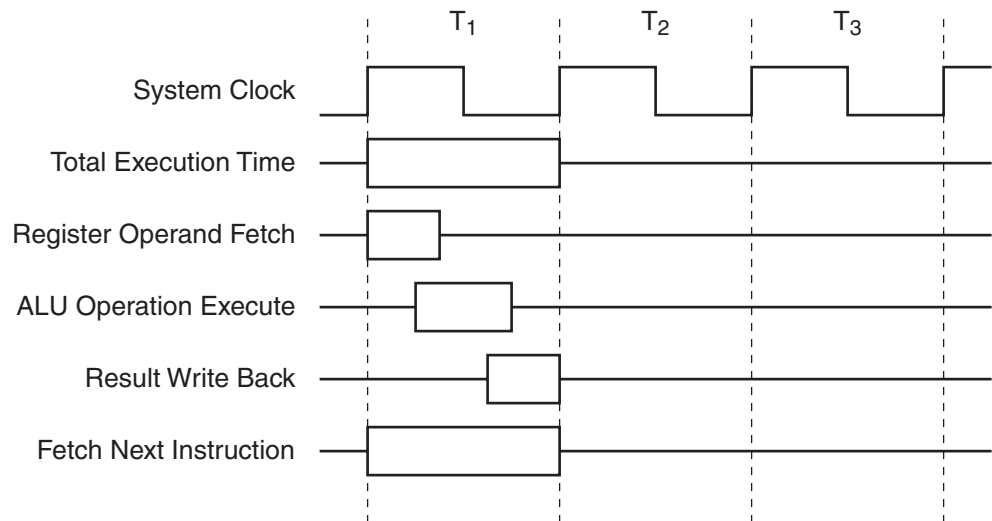 T₁ T₂ T₃
System Clock
Total Execution Time
Register Operand Fetch
ALU Operation Execute
Result Write Back
Fetch Next Instruction